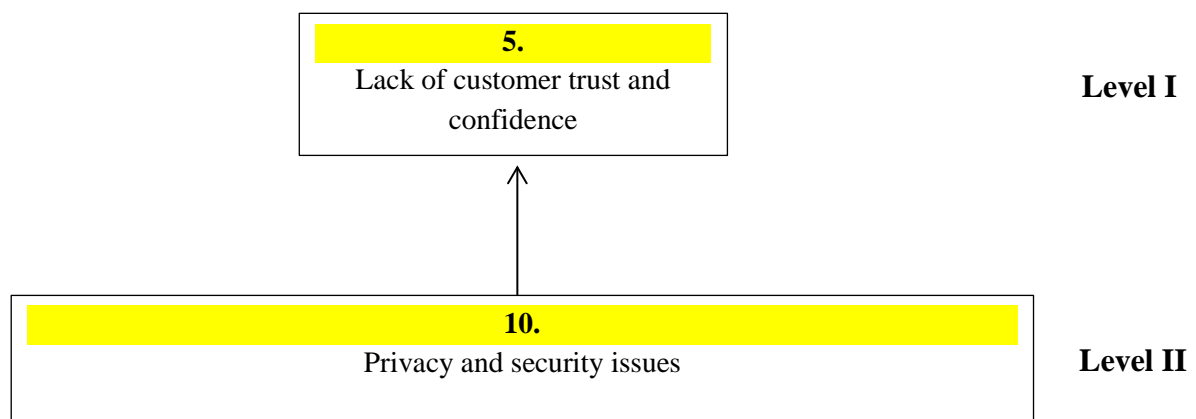 5.
Lack of customer trust and
confidence
Level I
10.
Privacy and security issues
Level II